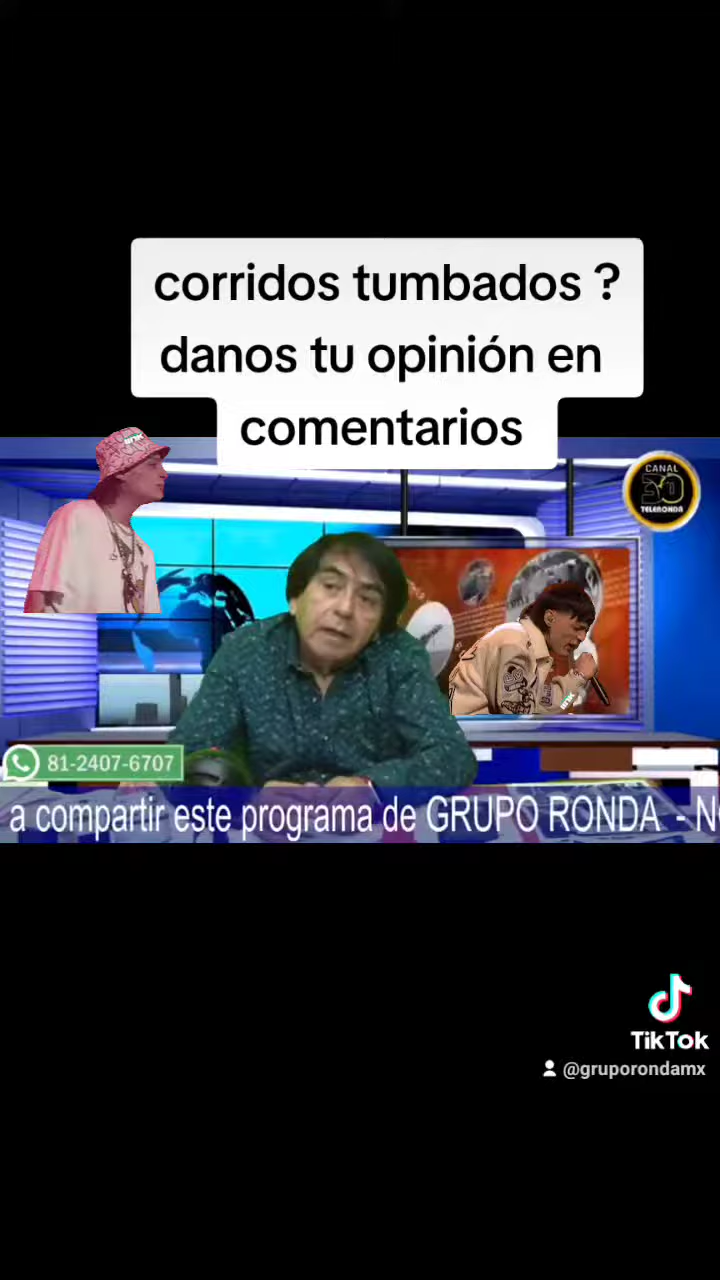 corridos tumbados ?
danos tu opinión en
comentarios
CANAL
30
TELERONDA
81-2407-6707
a compartir este programa de GRUPO RONDA - N
TikTok
@gruporondamx